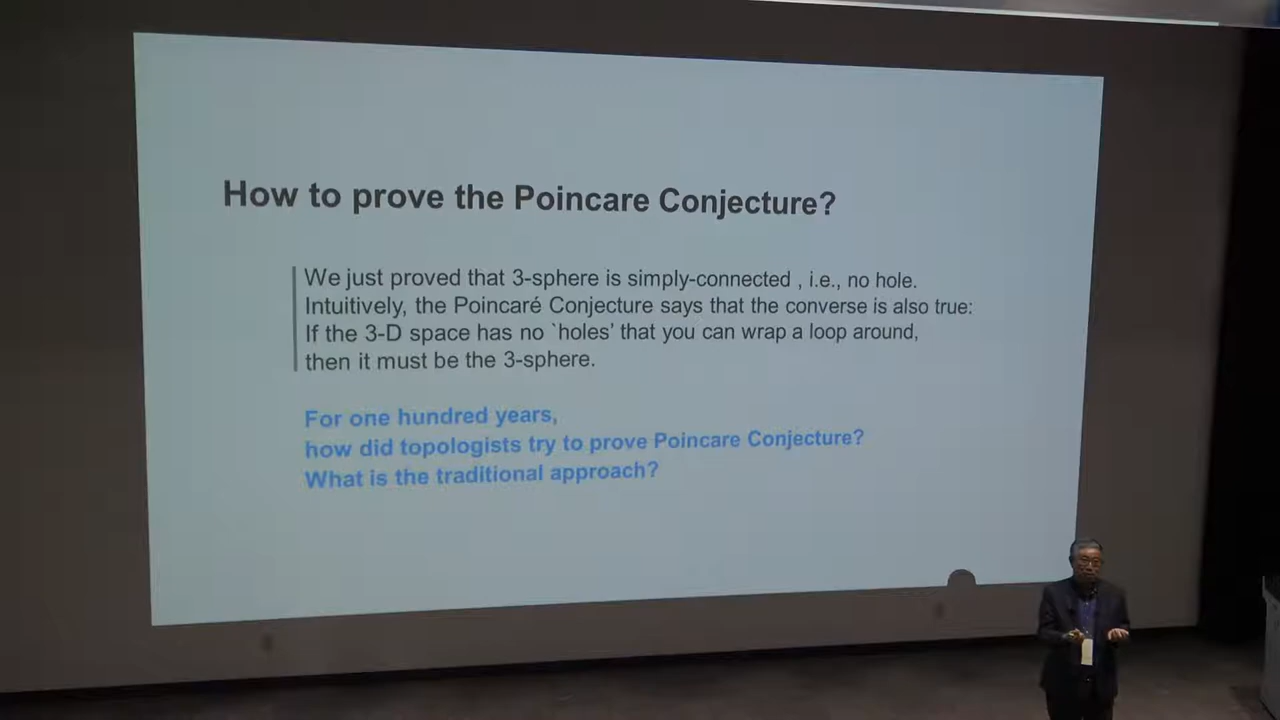 How to prove the Poincare Conjecture?
We just proved that 3-sphere is simply-connected , i.e., no hole.
Intuitively, the Poincaré Conjecture says that the converse is also true:
If the 3-D space has no `holes' that you can wrap a loop around,
then it must be the 3-sphere.
For one hundred years,
how did topologists try to prove Poincare Conjecture?
What is the traditional approach?